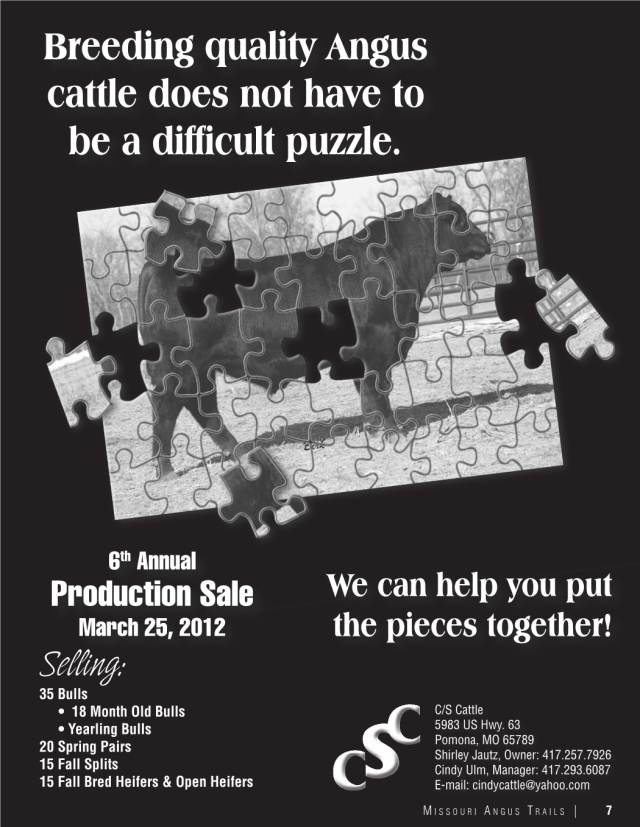 Breeding quality Angus
cattle does not have to
be a difficult puzzle.
6th Annual
Production Sale
March 25, 2012
We can help you put
the pieces together!
Selling:
35 Bulls
• 18 Month Old Bulls
• Yearling Bulls
20 Spring Pairs
15 Fall Splits
15 Fall Bred Heifers & Open Heifers
CSC
C/S Cattle
5983 US Hwy. 63
Pomona, MO 65789
Shirley Jautz, Owner: 417.257.7926
Cindy Ulm, Manager: 417.293.6087
E-mail: cindycattle@yahoo.com
Missouri Angus Trails | 7